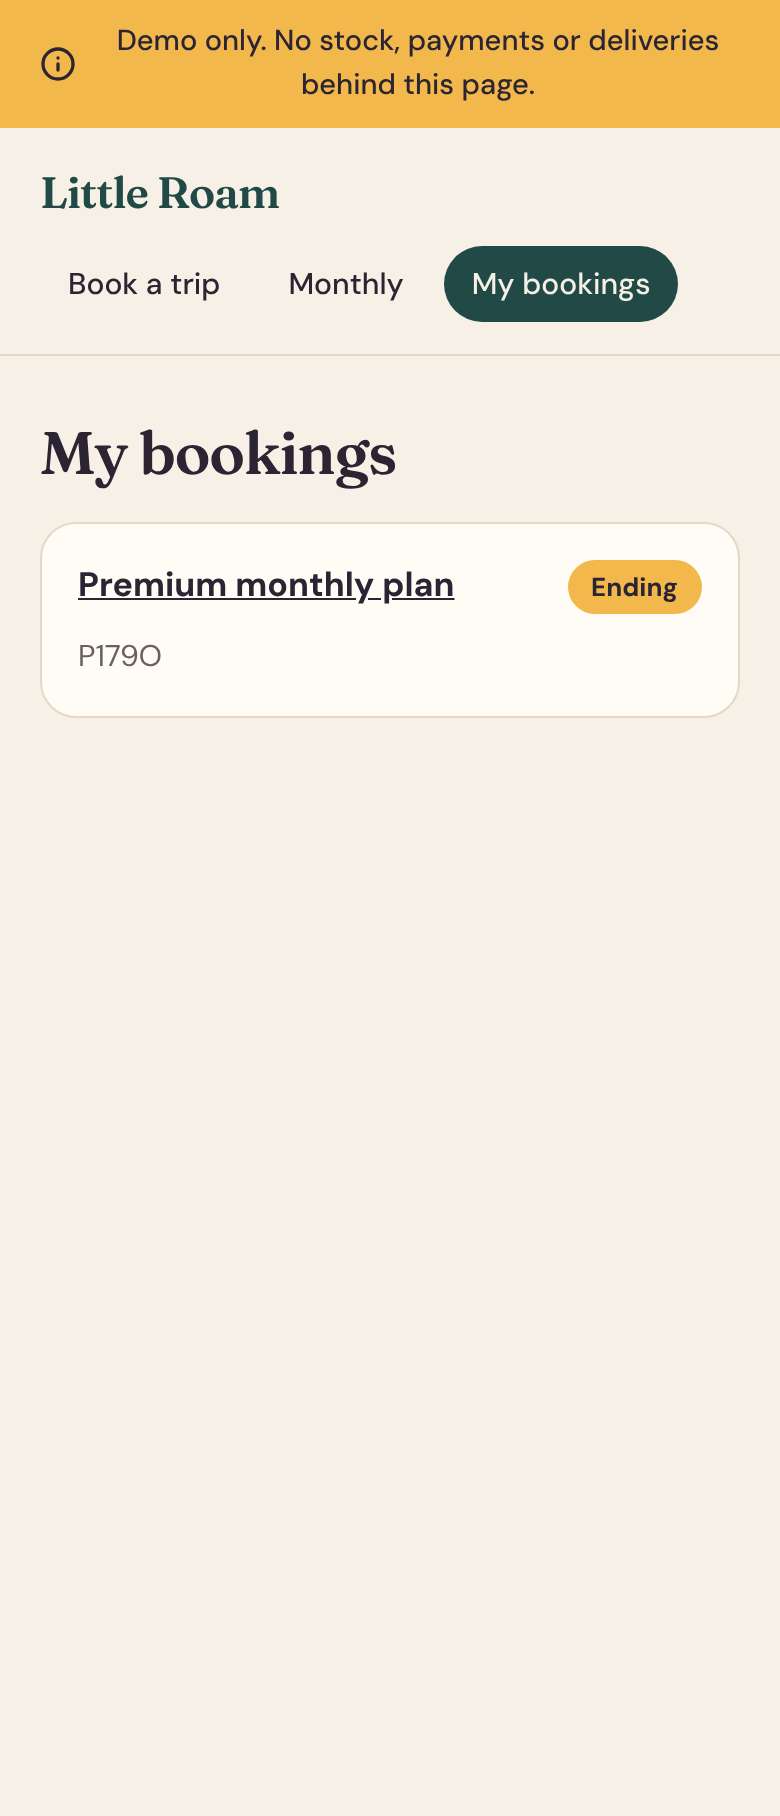 Demo only. No stock, payments or deliveries
behind this page.
Little Roam
Book a trip Monthly My bookings
My bookings
Premium monthly plan Ending
P179O